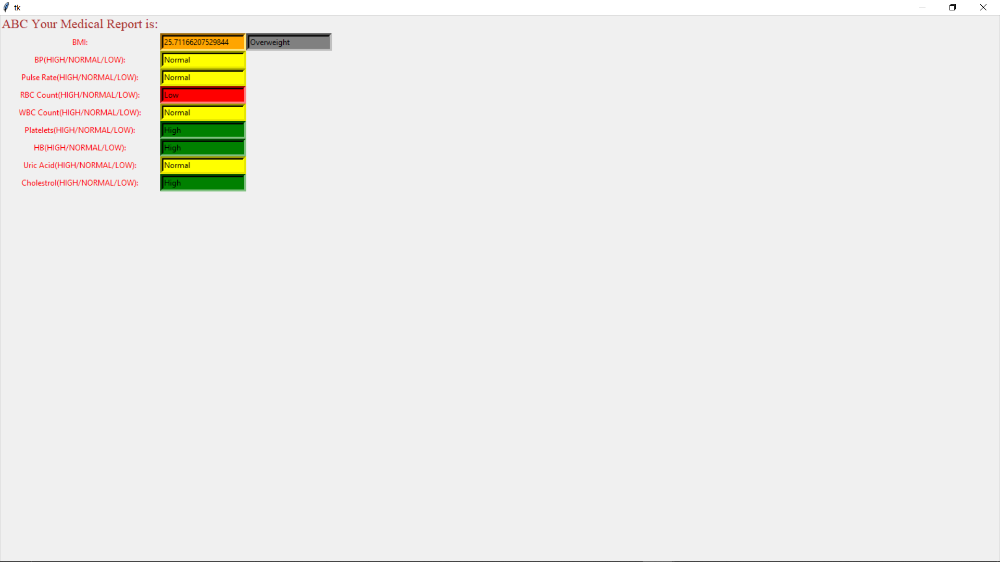 tk
ABC Your Medical Report is:
BMI: 25.71166207529844 Overweight
BP(HIGH/NORMAL/LOW): Normal
Pulse Rate(HIGH/NORMAL/LOW): Normal
RBC Count(HIGH/NORMAL/LOW): Low
WBC Count(HIGH/NORMAL/LOW): Normal
Platelets(HIGH/NORMAL/LOW): High
HB(HIGH/NORMAL/LOW): High
Uric Acid(HIGH/NORMAL/LOW): Normal
Cholestrol(HIGH/NORMAL/LOW): High